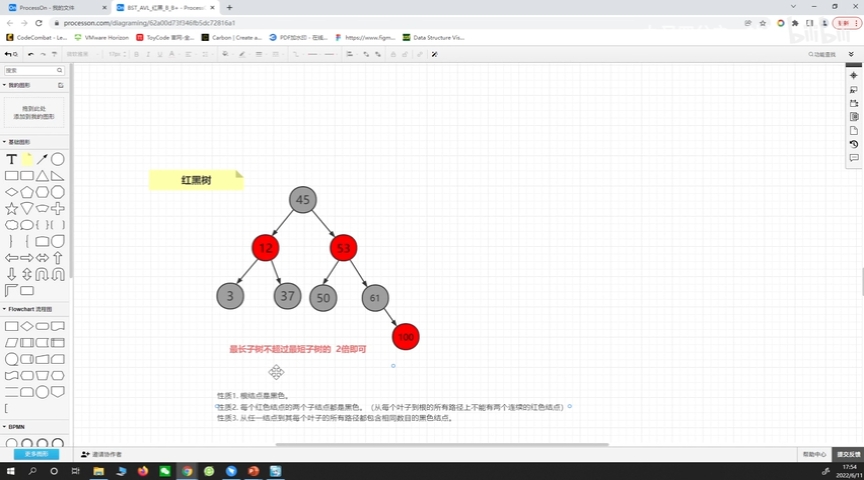 ProcessOn - 我的文件
BST_AVL_红黑_B_B+ - Process
processon.com/diagraming/62a00d73f346fb5dc72816a1
CodeCombat - Le...
VMware Horizon
ToyCode 官网-全...
Carbon | Create a...
PDF加水印 - 在线...
https://www.figm...
Data Structure Vis...
搜索
我的图形
拖到此处
添加到我的图形
基础图形
Flowchart 流程图
BPMN
更多图形
邀请协作者
帮助中心
提交反馈
红黑树
45
12
53
3
37
50
61
100
最长子树不超过最短子树的 2倍即可
性质1. 根结点是黑色。
性质2. 每个红色结点的两个子结点都是黑色。 (从每个叶子到根的所有路径上不能有两个连续的红色结点)
性质3. 从任一结点到其每个叶子的所有路径都包含相同数目的黑色结点。
功能查找
bilibili
17:54
2022/6/11